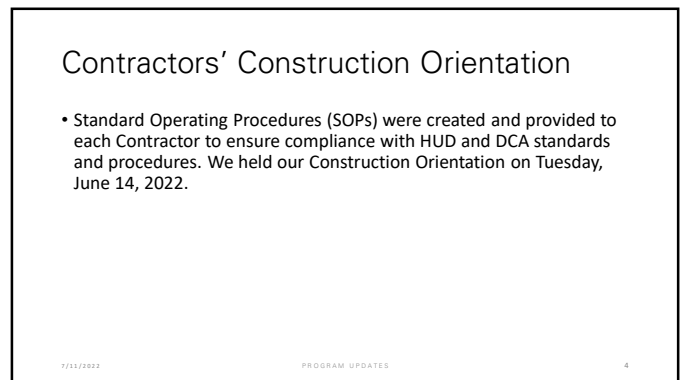 Contractors’ Construction Orientation
• Standard Operating Procedures (SOPs) were created and provided to
each Contractor to ensure compliance with HUD and DCA standards
and procedures. We held our Construction Orientation on Tuesday,
June 14, 2022.
7/11/2022 PROGRAM UPDATES 4